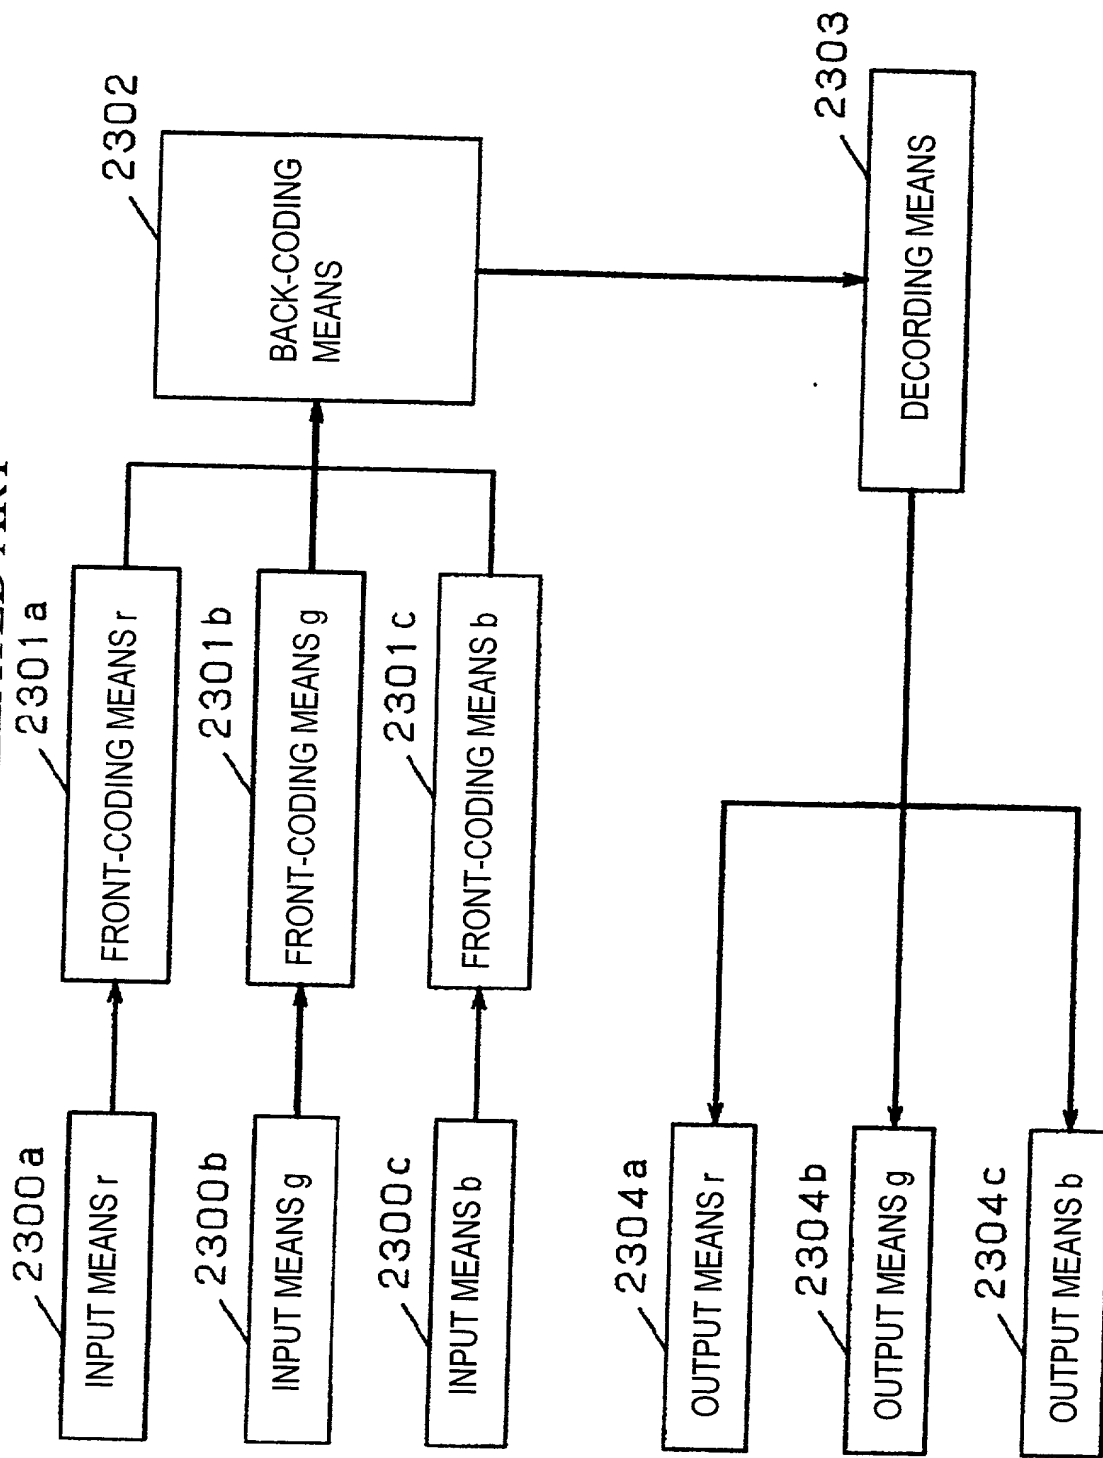 2300a
INPUT MEANS r
2301a
FRONT-CODING MEANS r
2300b
INPUT MEANS g
2301b
FRONT-CODING MEANS g
2300c
INPUT MEANS b
2301c
FRONT-CODING MEANS b
2302
BACK-CODING
MEANS
2303
DECORDING MEANS
2304a
OUTPUT MEANS r
2304b
OUTPUT MEANS g
2304c
OUTPUT MEANS b